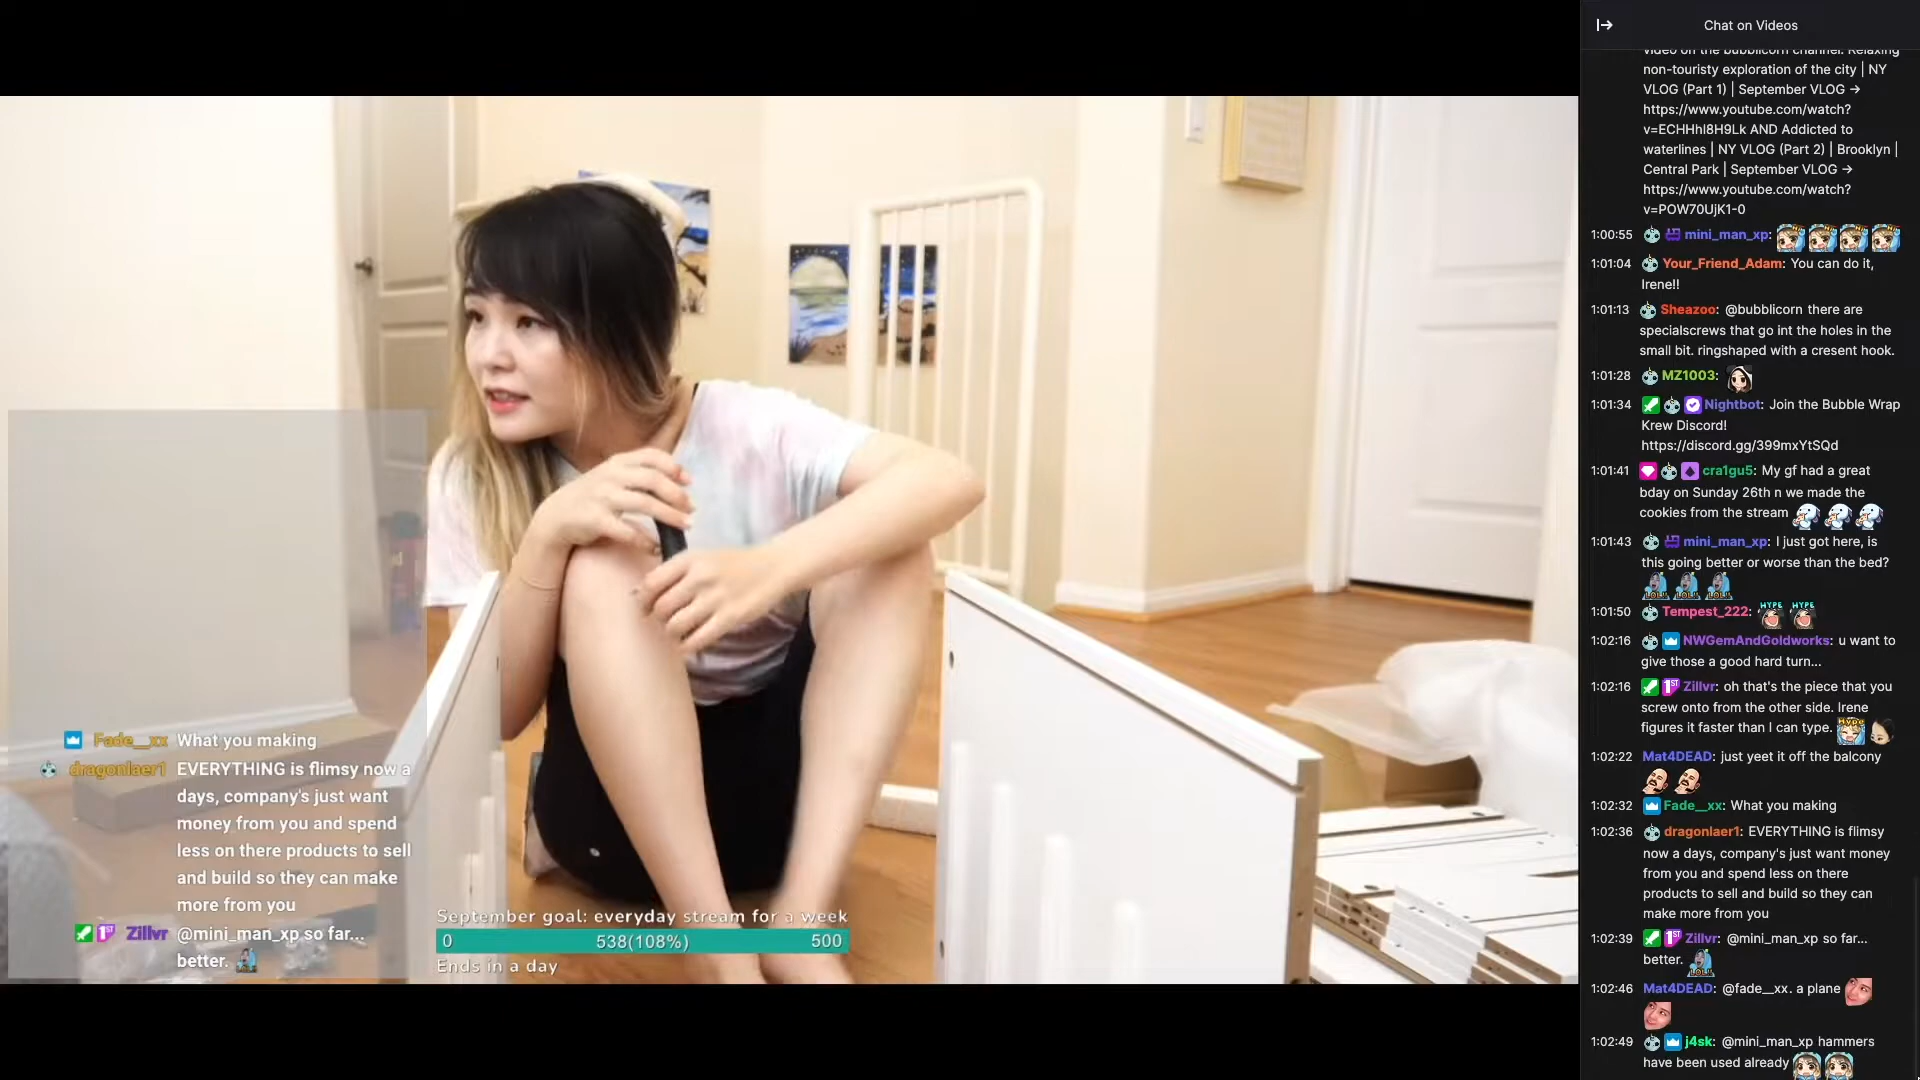 Chat on Videos
video on the bubblicorn channel: Relaxing
non-touristy exploration of the city | NY
VLOG (Part 1) | September VLOG →
https://www.youtube.com/watch?
v=ECHHhl8H9Lk AND Addicted to
waterlines | NY VLOG (Part 2) | Brooklyn |
Central Park | September VLOG →
https://www.youtube.com/watch?
v=POW70UjK1-0
1:00:55 mini_man_xp:
1:01:04 Your_Friend_Adam: You can do it,
Irene!!
1:01:13 Sheazoo: @bubblicorn there are
specialscrews that go int the holes in the
small bit. ringshaped with a cresent hook.
1:01:28 MZ1003:
1:01:34 Nightbot: Join the Bubble Wrap
Krew Discord!
https://discord.gg/399mxYtSQd
1:01:41 cra1gu5: My gf had a great
bday on Sunday 26th n we made the
cookies from the stream
1:01:43 mini_man_xp: I just got here, is
this going better or worse than the bed?
LOL! LOL! LOL!
1:01:50 Tempest_222: HYPE HYPE
1:02:16 NWGemAndGoldworks: u want to
give those a good hard turn...
1:02:16 1ST Zillvr: oh that's the piece that you
screw onto from the other side. Irene
figures it faster than I can type. Hype
1:02:22 Mat4DEAD: just yeet it off the balcony
1:02:32 Fade__xx: What you making
1:02:36 dragonlaer1: EVERYTHING is flimsy
now a days, company's just want money
from you and spend less on there
products to sell and build so they can
make more from you
1:02:39 1ST Zillvr: @mini_man_xp so far...
better. LOL!
1:02:46 Mat4DEAD: @fade__xx. a plane
1:02:49 j4sk: @mini_man_xp hammers
have been used already
Fade__xx What you making
dragonlaer1 EVERYTHING is flimsy now a
days, company's just want
money from you and spend
less on there products to sell
and build so they can make
more from you
1ST Zillvr @mini_man_xp so far...
better.
September goal: everyday stream for a week
0 538(108%) 500
Ends in a day